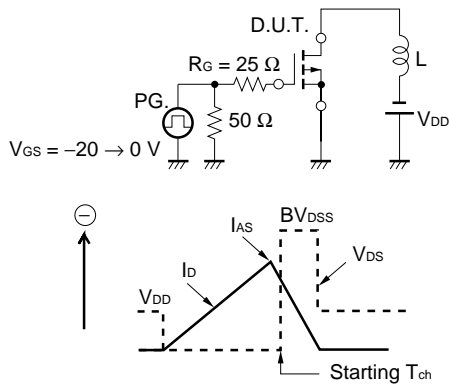 D.U.T.
RG = 25 Ω
L
PG.
50 Ω
VDD
VGS = −20 → 0 V
⊖
IAS
BVDSS
ID
VDS
VDD
Starting Tch